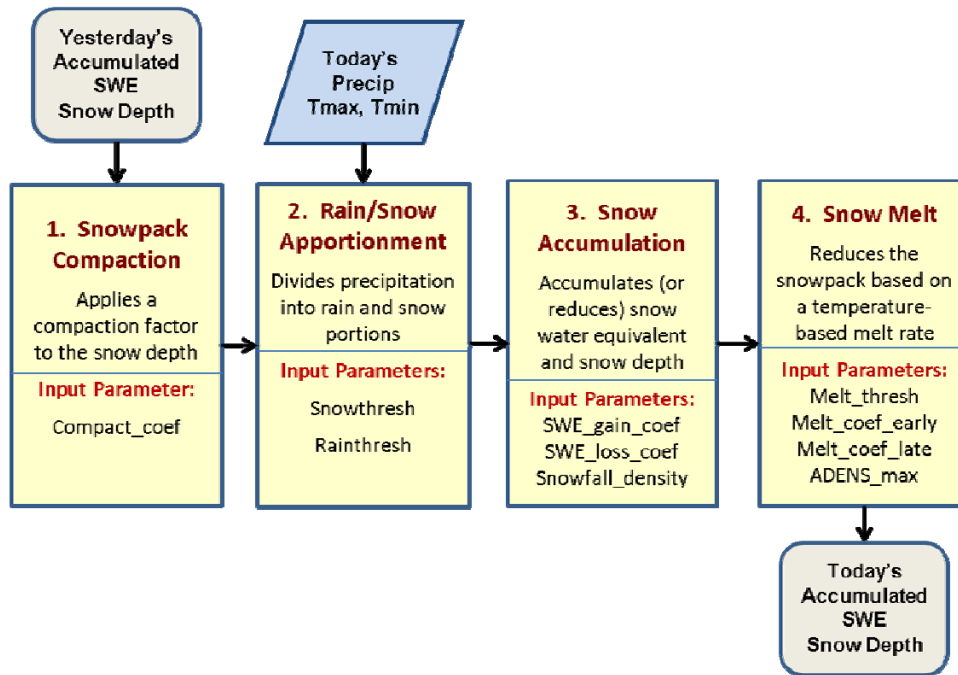 Yesterday's
Accumulated
SWE
Snow Depth
Today's
Precip
Tmax, Tmin
1. Snowpack
Compaction
Applies a
compaction factor
to the snow depth
Input Parameter:
Compact_coef
2. Rain/Snow
Apportionment
Divides precipitation
into rain and snow
portions
Input Parameters:
Snowthresh
Rainthresh
3. Snow
Accumulation
Accumulates (or
reduces) snow
water equivalent
and snow depth
Input Parameters:
SWE_gain_coef
SWE_loss_coef
Snowfall_density
4. Snow Melt
Reduces the
snowpack based on
a temperature-
based melt rate
Input Parameters:
Melt_thresh
Melt_coef_early
Melt_coef_late
ADENS_max
Today's
Accumulated
SWE
Snow Depth